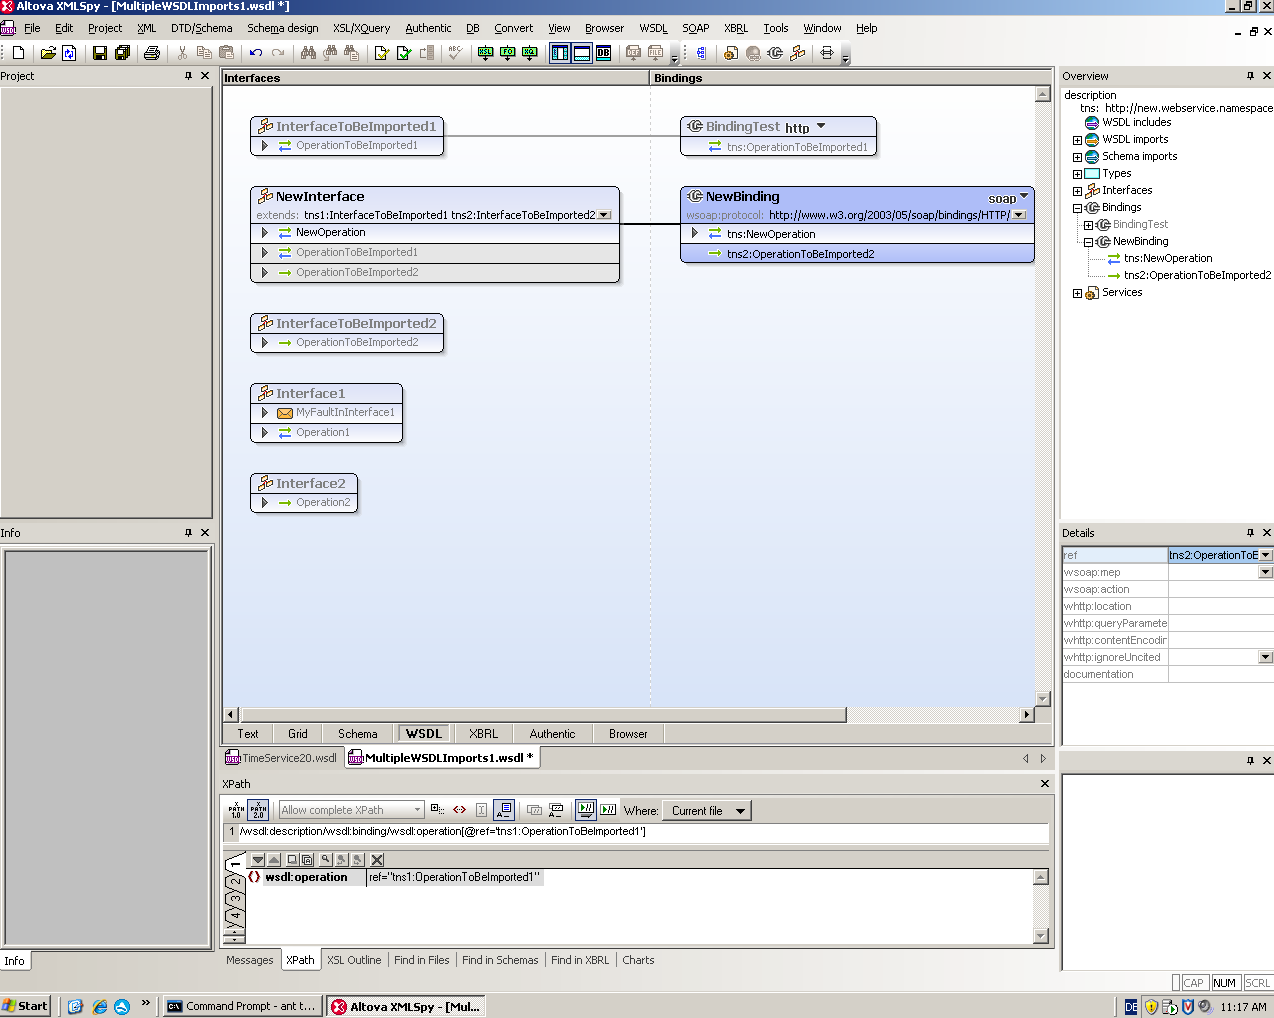 Altova XMLSpy - [MultipleWSDLImports1.wsdl *]
File Edit Project XML DTD/Schema Schema design XSL/XQuery Authentic DB Convert View Browser WSDL SOAP XBRL Tools Window Help
Project
Interfaces
Bindings
InterfaceToBeImported1
OperationToBeImported1
BindingTest http
tns:OperationToBeImported1
NewInterface
extends: tns1:InterfaceToBeImported1 tns2:InterfaceToBeImported2
NewOperation
OperationToBeImported1
OperationToBeImported2
NewBinding soap
wsoap:protocol: http://www.w3.org/2003/05/soap/bindings/HTTP/
tns:NewOperation
tns2:OperationToBeImported2
InterfaceToBeImported2
OperationToBeImported2
Interface1
MyFaultInInterface1
Operation1
Interface2
Operation2
Text Grid Schema WSDL XBRL Authentic Browser
TimeService20.wsdl MultipleWSDLImports1.wsdl *
Overview
description
tns: http://new.webservice.namespace
WSDL includes
WSDL imports
Schema imports
Types
Interfaces
Bindings
BindingTest
NewBinding
tns:NewOperation
tns2:OperationToBeImported2
Services
Info
Details
ref tns2:OperationToE
wsoap:mep
wsoap:action
whttp:location
whttp:queryParamete
whttp:contentEncodin
whttp:ignoreUncited
documentation
XPath
XPATH 1.0 XPATH 2.0 Allow complete XPath Where: Current file
1 /wsdl:description/wsdl:binding/wsdl:operation[@ref='tns1:OperationToBeImported1']
1 2 3 4
wsdl:operation ref="tns1:OperationToBeImported1"
Info
Messages XPath XSL Outline Find in Files Find in Schemas Find in XBRL Charts
CAP NUM SCRL
Start » Command Prompt - ant t... Altova XMLSpy - [Mul... DE 11:17 AM